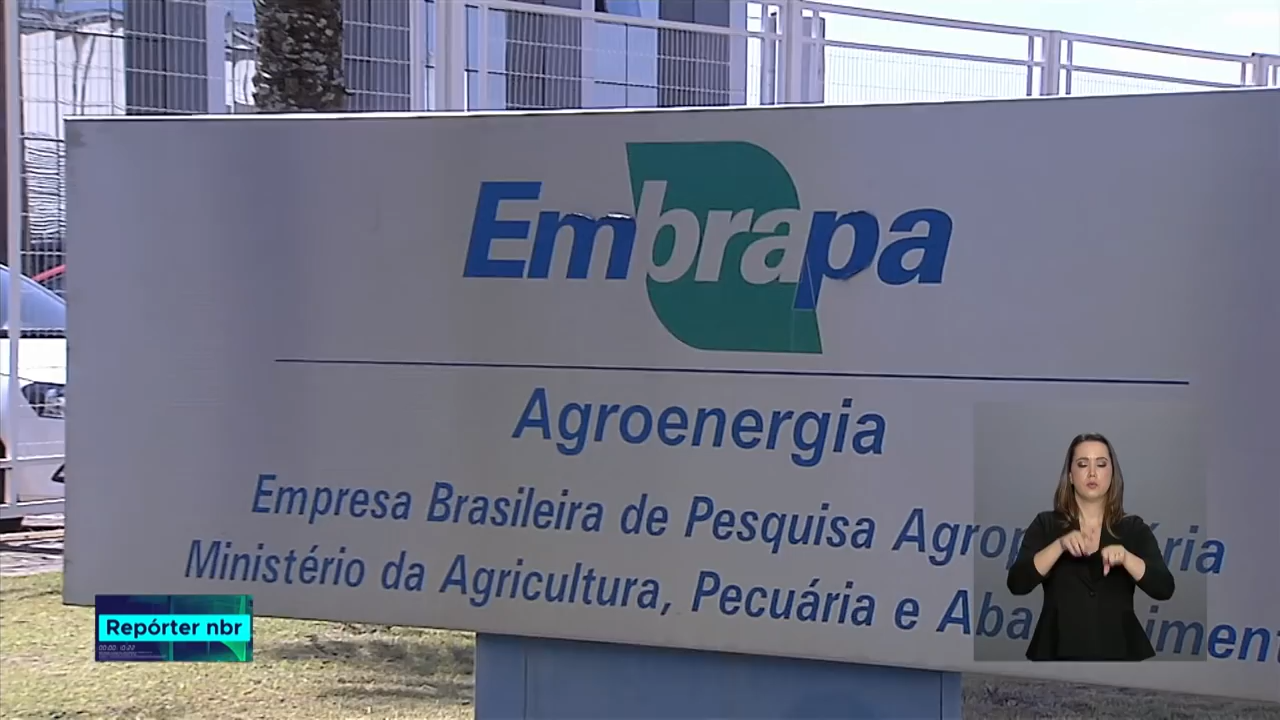 Embrapa
Agroenergia
Empresa Brasileira de Pesquisa
Ministério da Agricultura, Pecuária e
Repórter nbr